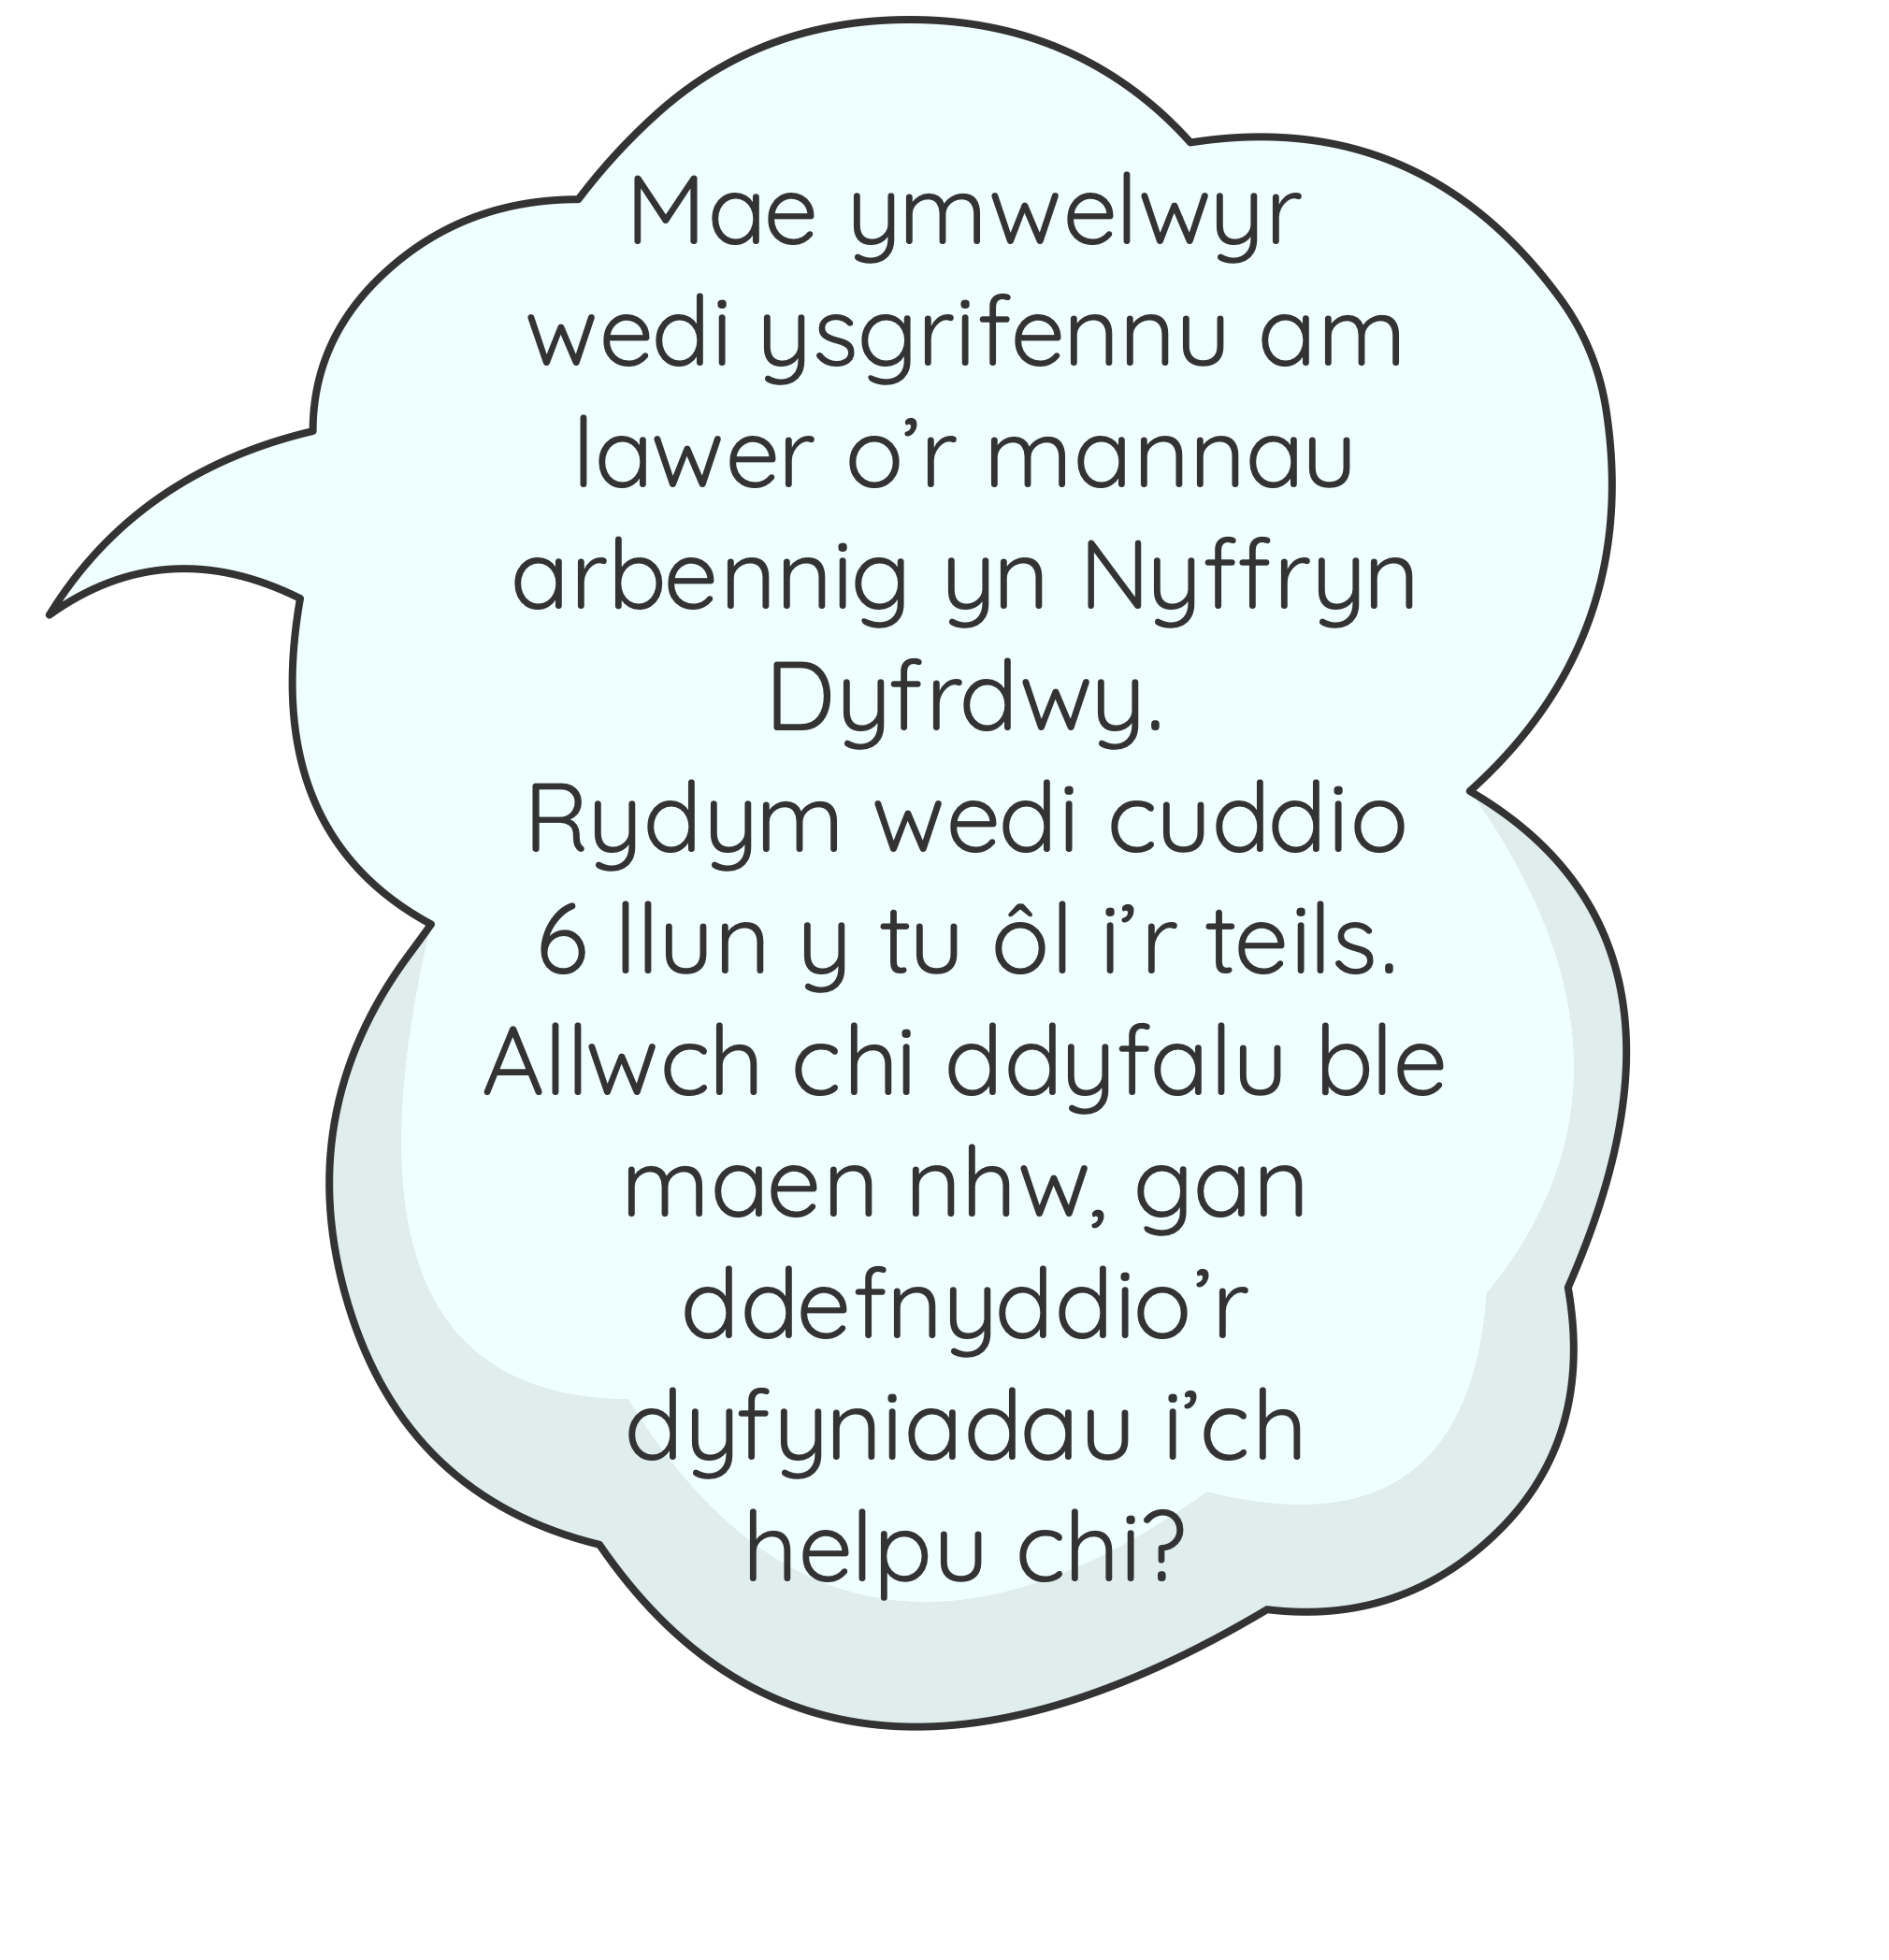 Mae ymwelwyr
wedi ysgrifennu am
lawer o’r mannau
arbennig yn Nyffryn
Dyfrdwy.
Rydym wedi cuddio
6 llun y tu ôl i’r teils.
Allwch chi ddyfalu ble
maen nhw, gan
ddefnyddio’r
dyfyniadau i’ch
helpu chi?